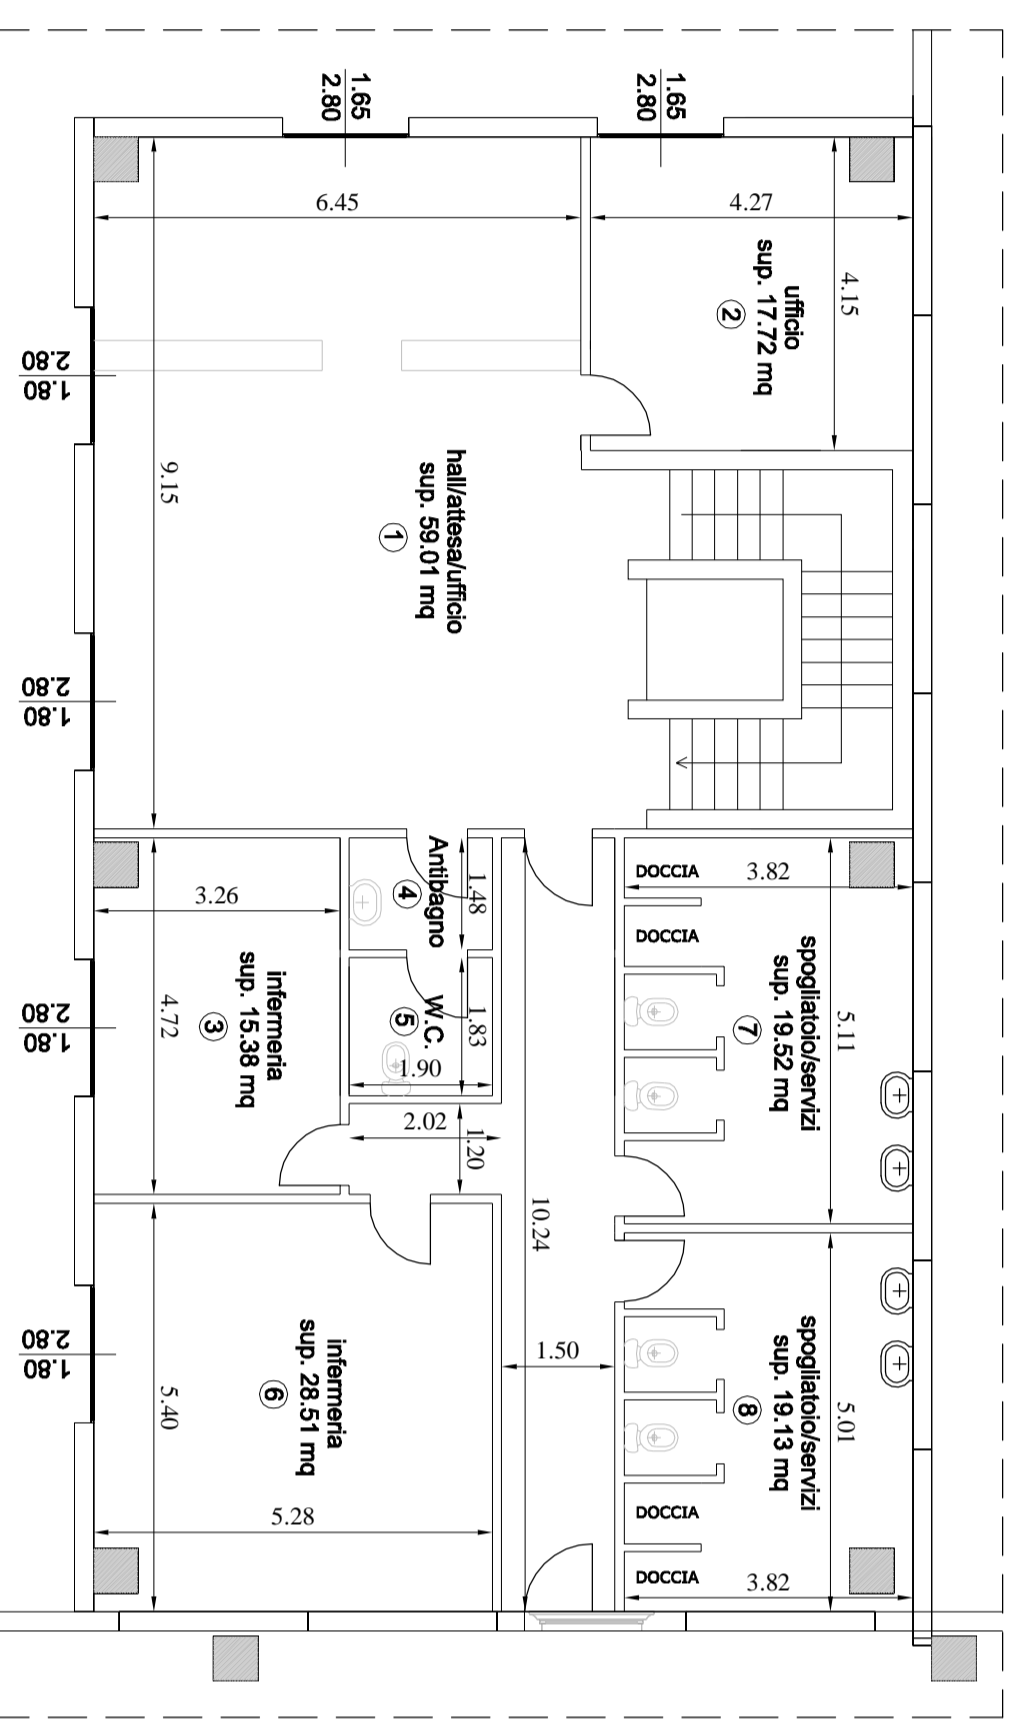 1.65
2.80
1.65
2.80
6.45
4.27
4.15
ufficio
sup. 17.72 mq
2
2.80
1.80
9.15
hall/attesa/ufficio
sup. 59.01 mq
1
2.80
1.80
3.26
4.72
infermeria
sup. 15.38 mq
3
2.80
1.80
Antibagno
4
1.48
W.C.
5
1.83
1.90
2.02
1.20
10.24
1.50
DOCCIA
DOCCIA
3.82
5.11
spogliatoio/servizi
sup. 19.52 mq
7
5.01
spogliatoio/servizi
sup. 19.13 mq
8
DOCCIA
DOCCIA
3.82
infermeria
sup. 28.51 mq
6
5.40
5.28
2.80
1.80